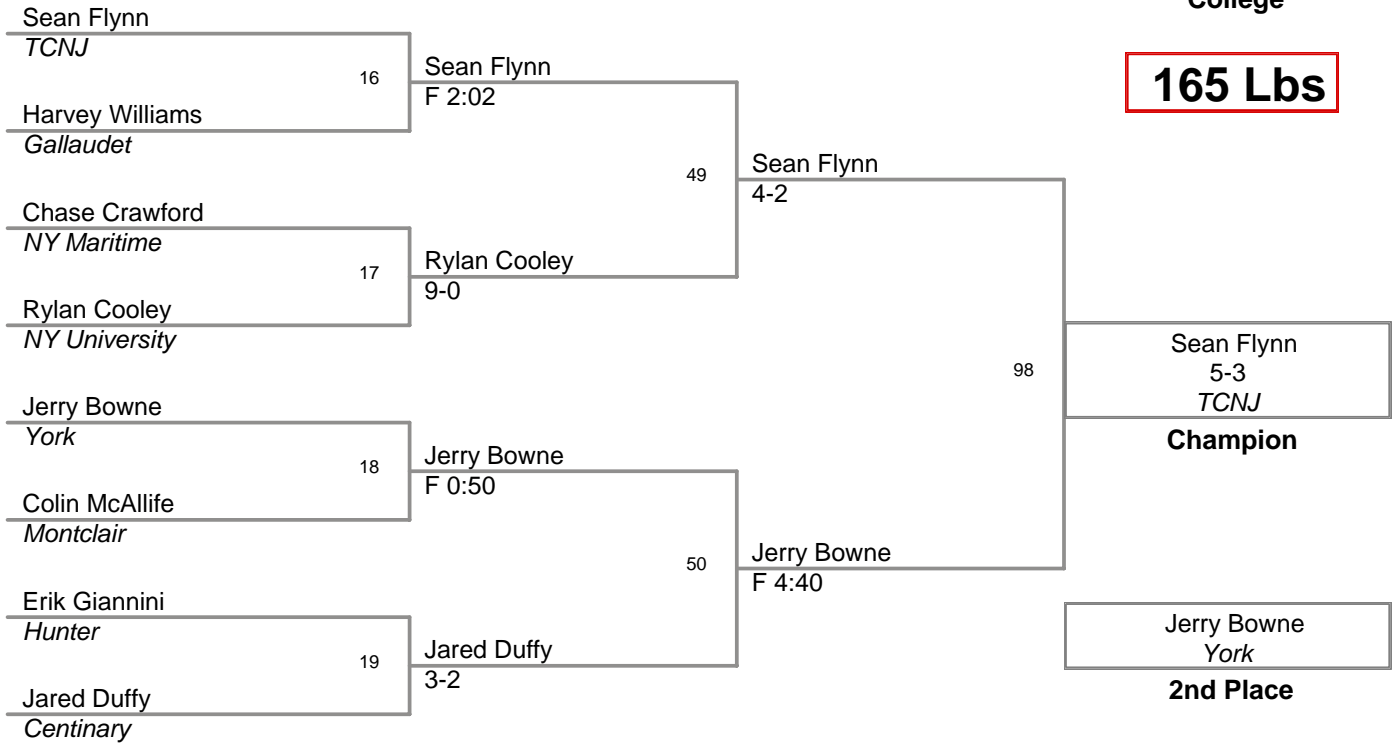 College
165 Lbs
Sean Flynn
TCNJ
16
Harvey Williams
Gallaudet
Chase Crawford
NY Maritime
17
Rylan Cooley
NY University
Jerry Bowne
York
18
Colin McAllife
Montclair
Erik Giannini
Hunter
19
Jared Duffy
Centinary
Sean Flynn
F 2:02
49
Rylan Cooley
9-0
Jerry Bowne
F 0:50
50
Jared Duffy
3-2
Sean Flynn
4-2
98
Jerry Bowne
F 4:40
Sean Flynn
5-3
TCNJ
Champion
Jerry Bowne
York
2nd Place